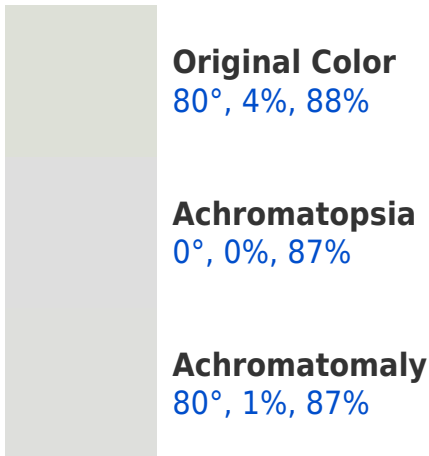 Original Color
80°, 4%, 88%
Achromatopsia
0°, 0%, 87%
Achromatomaly
80°, 1%, 87%